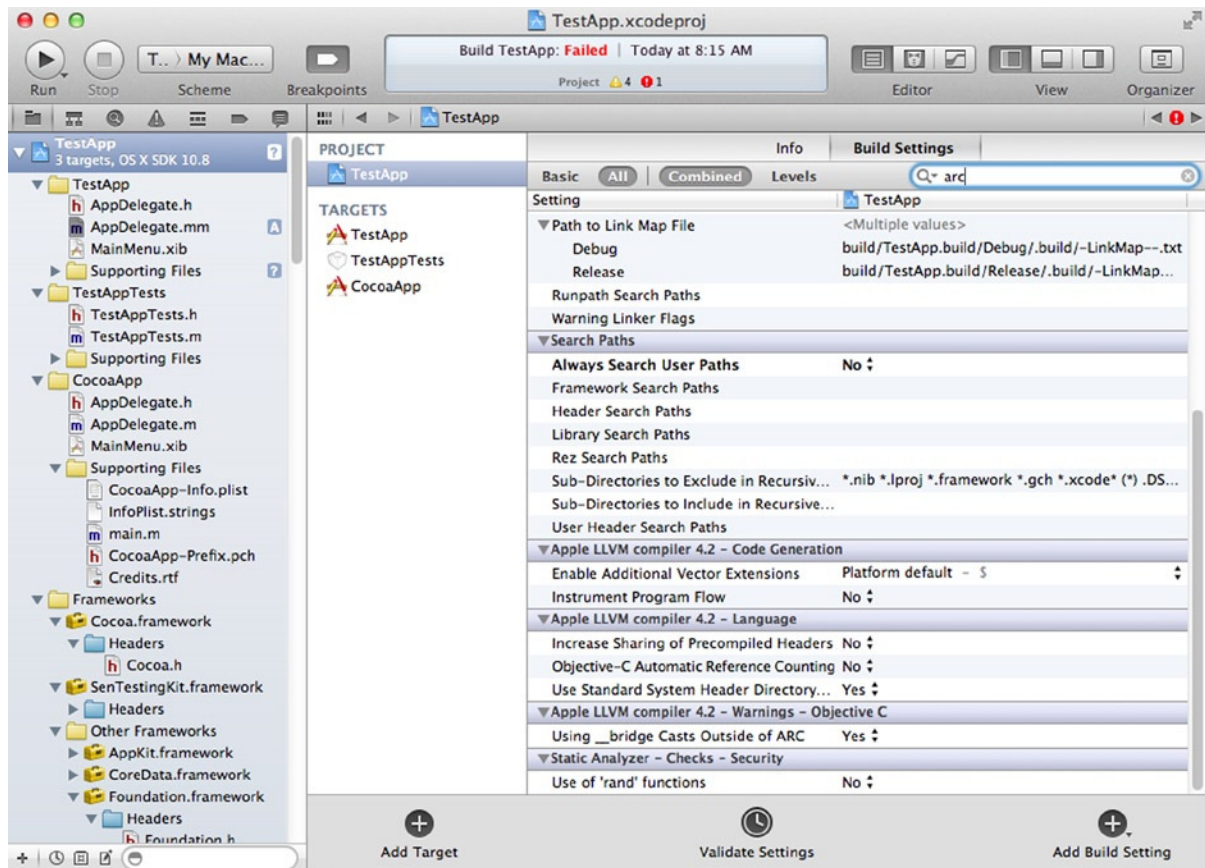 TestApp.xcodeproj
T.. My Mac...
Build TestApp: Failed | Today at 8:15 AM
Project 4 1
Run Stop Scheme Breakpoints Editor View Organizer
TestApp
TestApp
3 targets, OS X SDK 10.8
?
TestApp
h AppDelegate.h
m AppDelegate.mm A
MainMenu.xib
Supporting Files ?
TestAppTests
h TestAppTests.h
m TestAppTests.m
Supporting Files
CocoaApp
h AppDelegate.h
m AppDelegate.m
MainMenu.xib
Supporting Files
CocoaApp-Info.plist
InfoPlist.strings
m main.m
h CocoaApp-Prefix.pch
Credits.rtf
Frameworks
Cocoa.framework
Headers
h Cocoa.h
SenTestingKit.framework
Headers
Other Frameworks
AppKit.framework
CoreData.framework
Foundation.framework
Headers
h Foundation.h
PROJECT
TestApp
TARGETS
TestApp
TestAppTests
CocoaApp
Info Build Settings
Basic All Combined Levels arc
Setting TestApp
Path to Link Map File <Multiple values>
Debug build/TestApp.build/Debug/.build/-LinkMap--.txt
Release build/TestApp.build/Release/.build/-LinkMap...
Runpath Search Paths
Warning Linker Flags
Search Paths
Always Search User Paths No
Framework Search Paths
Header Search Paths
Library Search Paths
Rez Search Paths
Sub-Directories to Exclude in Recursiv... *.nib *.lproj *.framework *.gch *.xcode* (*) .DS...
Sub-Directories to Include in Recursive...
User Header Search Paths
Apple LLVM compiler 4.2 - Code Generation
Enable Additional Vector Extensions Platform default - $
Instrument Program Flow No
Apple LLVM compiler 4.2 - Language
Increase Sharing of Precompiled Headers No
Objective-C Automatic Reference Counting No
Use Standard System Header Directory... Yes
Apple LLVM compiler 4.2 - Warnings - Objective C
Using __bridge Casts Outside of ARC Yes
Static Analyzer - Checks - Security
Use of 'rand' functions No
Add Target Validate Settings Add Build Setting